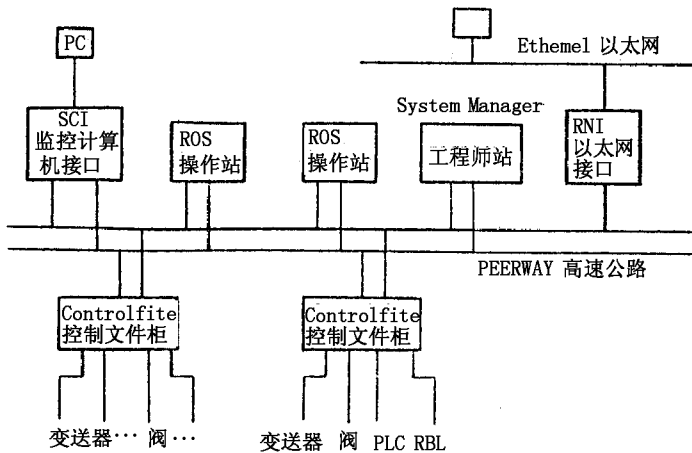 PC
Ethemel 以太网
SCI
监控计算
机接口
ROS
操作站
ROS
操作站
System Manager
工程师站
RNI
以太网
接口
PEERWAY 高速公路
Controlfite
控制文件柜
Controlfite
控制文件柜
变送器… 阀…
变送器 阀 PLC RBL